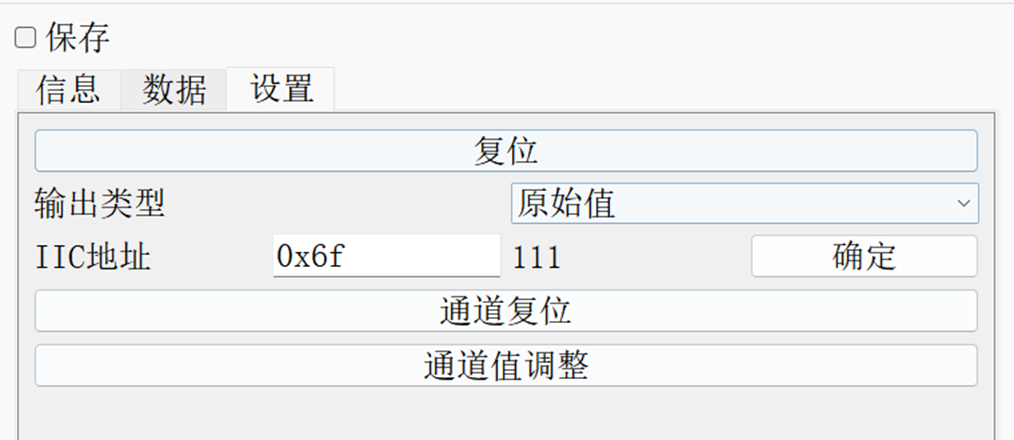 保存
信息 数据 设置
复位
输出类型 原始值
IIC地址 0x6f 111 确定
通道复位
通道值调整